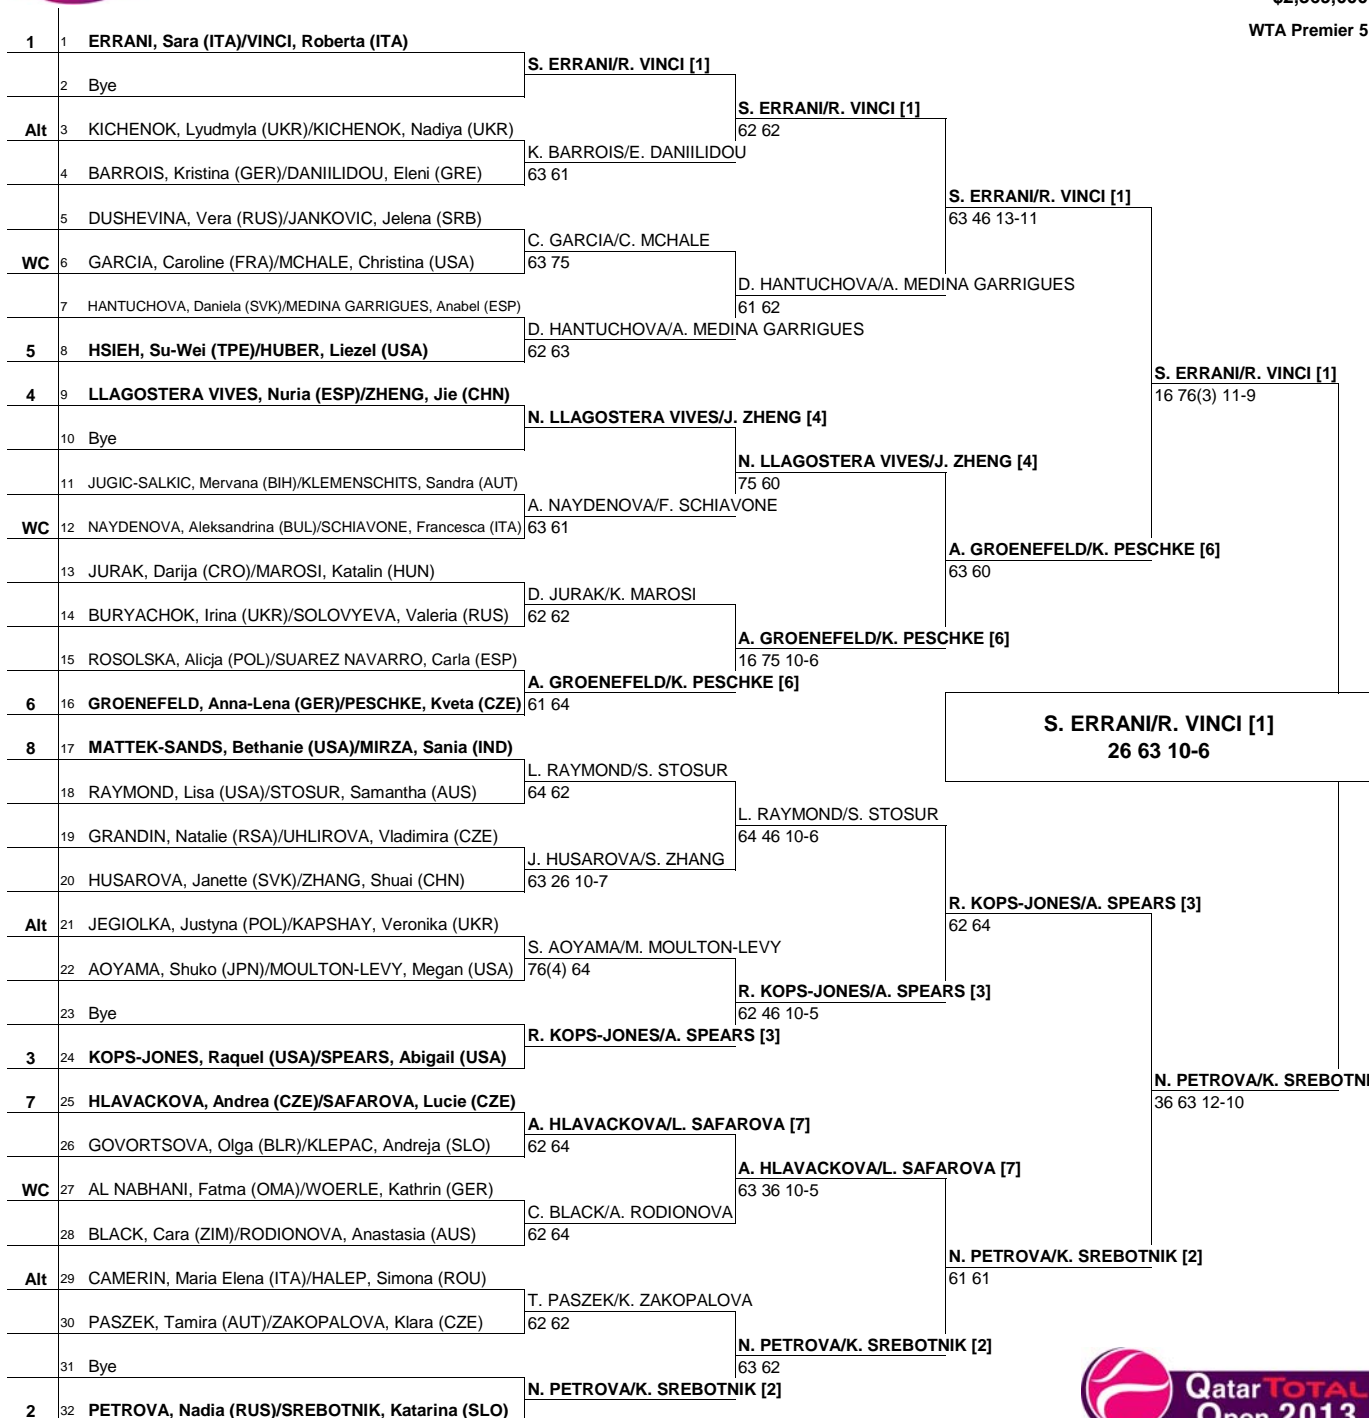 $2,369,000
WTA Premier 5
1 1 ERRANI, Sara (ITA)/VINCI, Roberta (ITA)
S. ERRANI/R. VINCI [1]
2 Bye
S. ERRANI/R. VINCI [1]
Alt 3 KICHENOK, Lyudmyla (UKR)/KICHENOK, Nadiya (UKR) 62 62
K. BARROIS/E. DANIILIDOU
4 BARROIS, Kristina (GER)/DANIILIDOU, Eleni (GRE) 63 61
S. ERRANI/R. VINCI [1]
5 DUSHEVINA, Vera (RUS)/JANKOVIC, Jelena (SRB) 63 46 13-11
C. GARCIA/C. MCHALE
WC 6 GARCIA, Caroline (FRA)/MCHALE, Christina (USA) 63 75
D. HANTUCHOVA/A. MEDINA GARRIGUES
7 HANTUCHOVA, Daniela (SVK)/MEDINA GARRIGUES, Anabel (ESP) 61 62
D. HANTUCHOVA/A. MEDINA GARRIGUES
5 8 HSIEH, Su-Wei (TPE)/HUBER, Liezel (USA) 62 63
S. ERRANI/R. VINCI [1]
4 9 LLAGOSTERA VIVES, Nuria (ESP)/ZHENG, Jie (CHN) 16 76(3) 11-9
N. LLAGOSTERA VIVES/J. ZHENG [4]
10 Bye
N. LLAGOSTERA VIVES/J. ZHENG [4]
11 JUGIC-SALKIC, Mervana (BIH)/KLEMENSCHITS, Sandra (AUT) 75 60
A. NAYDENOVA/F. SCHIAVONE
WC 12 NAYDENOVA, Aleksandrina (BUL)/SCHIAVONE, Francesca (ITA) 63 61
A. GROENEFELD/K. PESCHKE [6]
13 JURAK, Darija (CRO)/MAROSI, Katalin (HUN) 63 60
D. JURAK/K. MAROSI
14 BURYACHOK, Irina (UKR)/SOLOVYEVA, Valeria (RUS) 62 62
A. GROENEFELD/K. PESCHKE [6]
15 ROSOLSKA, Alicja (POL)/SUAREZ NAVARRO, Carla (ESP) 16 75 10-6
A. GROENEFELD/K. PESCHKE [6]
6 16 GROENEFELD, Anna-Lena (GER)/PESCHKE, Kveta (CZE) 61 64
S. ERRANI/R. VINCI [1]
8 17 MATTEK-SANDS, Bethanie (USA)/MIRZA, Sania (IND) 26 63 10-6
L. RAYMOND/S. STOSUR
18 RAYMOND, Lisa (USA)/STOSUR, Samantha (AUS) 64 62
L. RAYMOND/S. STOSUR
19 GRANDIN, Natalie (RSA)/UHLIROVA, Vladimira (CZE) 64 46 10-6
J. HUSAROVA/S. ZHANG
20 HUSAROVA, Janette (SVK)/ZHANG, Shuai (CHN) 63 26 10-7
R. KOPS-JONES/A. SPEARS [3]
Alt 21 JEGIOLKA, Justyna (POL)/KAPSHAY, Veronika (UKR) 62 64
S. AOYAMA/M. MOULTON-LEVY
22 AOYAMA, Shuko (JPN)/MOULTON-LEVY, Megan (USA) 76(4) 64
R. KOPS-JONES/A. SPEARS [3]
23 Bye 62 46 10-5
R. KOPS-JONES/A. SPEARS [3]
3 24 KOPS-JONES, Raquel (USA)/SPEARS, Abigail (USA)
N. PETROVA/K. SREBOTNI
7 25 HLAVACKOVA, Andrea (CZE)/SAFAROVA, Lucie (CZE) 36 63 12-10
A. HLAVACKOVA/L. SAFAROVA [7]
26 GOVORTSOVA, Olga (BLR)/KLEPAC, Andreja (SLO) 62 64
A. HLAVACKOVA/L. SAFAROVA [7]
WC 27 AL NABHANI, Fatma (OMA)/WOERLE, Kathrin (GER) 63 36 10-5
C. BLACK/A. RODIONOVA
28 BLACK, Cara (ZIM)/RODIONOVA, Anastasia (AUS) 62 64
N. PETROVA/K. SREBOTNIK [2]
Alt 29 CAMERIN, Maria Elena (ITA)/HALEP, Simona (ROU) 61 61
T. PASZEK/K. ZAKOPALOVA
30 PASZEK, Tamira (AUT)/ZAKOPALOVA, Klara (CZE) 62 62
N. PETROVA/K. SREBOTNIK [2]
31 Bye 63 62
N. PETROVA/K. SREBOTNIK [2]
2 32 PETROVA, Nadia (RUS)/SREBOTNIK, Katarina (SLO)
Qatar TOTAL
Open 2013